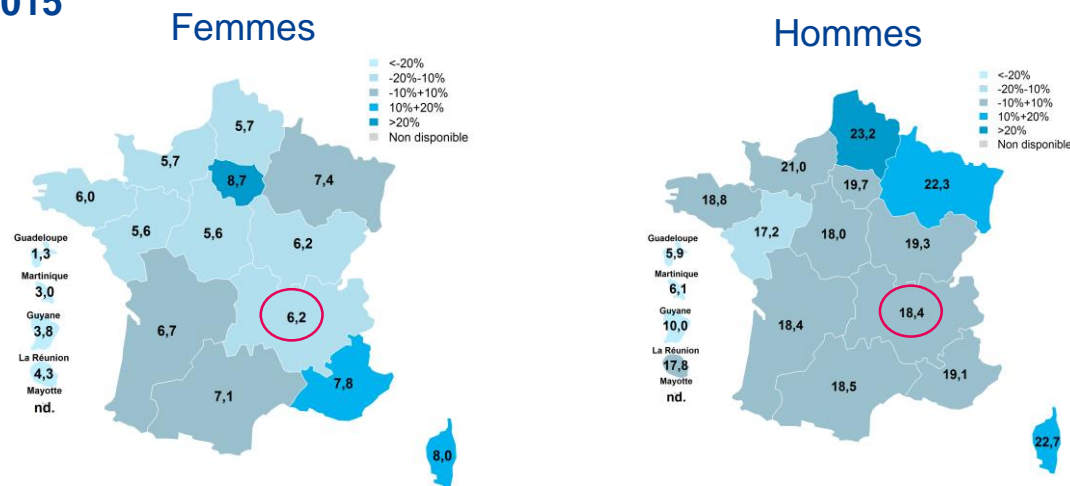 015
Femmes
<-20%
-20%-10%
-10%+10%
10%+20%
>20%
Non disponible
5,7
5,7
8,7
7,4
6,0
5,6
5,6
6,2
Guadeloupe
1,3
Martinique
3,0
Guyane
3,8
La Réunion
4,3
Mayotte
nd.
6,7
6,2
7,1
7,8
8,0
Hommes
<-20%
-20%-10%
-10%+10%
10%+20%
>20%
Non disponible
23,2
21,0
19,7
22,3
18,8
17,2
18,0
19,3
Guadeloupe
5,9
Martinique
6,1
Guyane
10,0
La Réunion
17,8
Mayotte
nd.
18,4
18,4
18,5
19,1
22,7